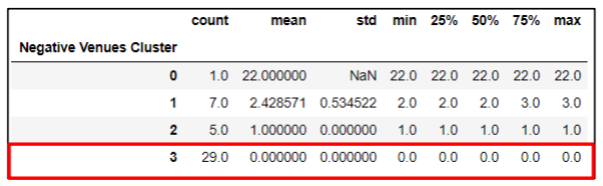 count mean std min 25% 50% 75% max
Negative Venues Cluster
0 1.0 22.000000 NaN 22.0 22.0 22.0 22.0 22.0
1 7.0 2.428571 0.534522 2.0 2.0 2.0 3.0 3.0
2 5.0 1.000000 0.000000 1.0 1.0 1.0 1.0 1.0
3 29.0 0.000000 0.000000 0.0 0.0 0.0 0.0 0.0